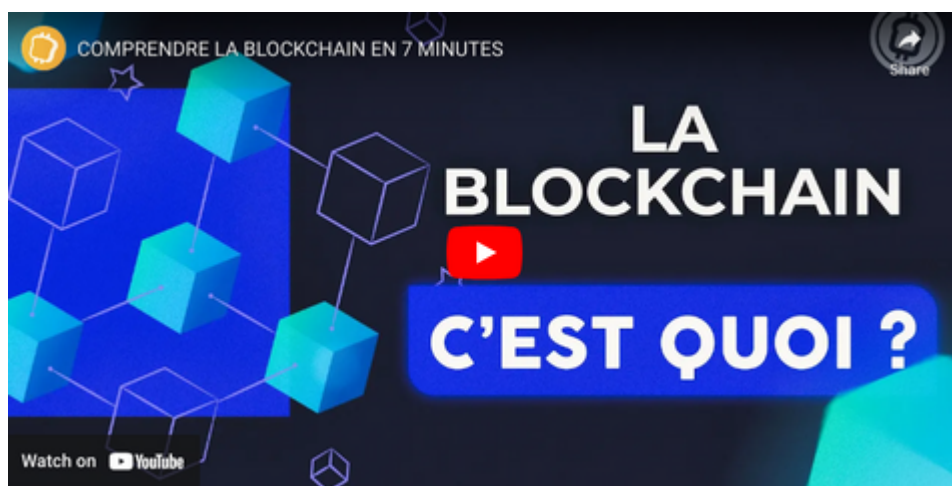 COMPRENDRE LA BLOCKCHAIN EN 7 MINUTES
Share
LA
BLOCKCHAIN
C'EST QUOI ?
Watch on YouTube